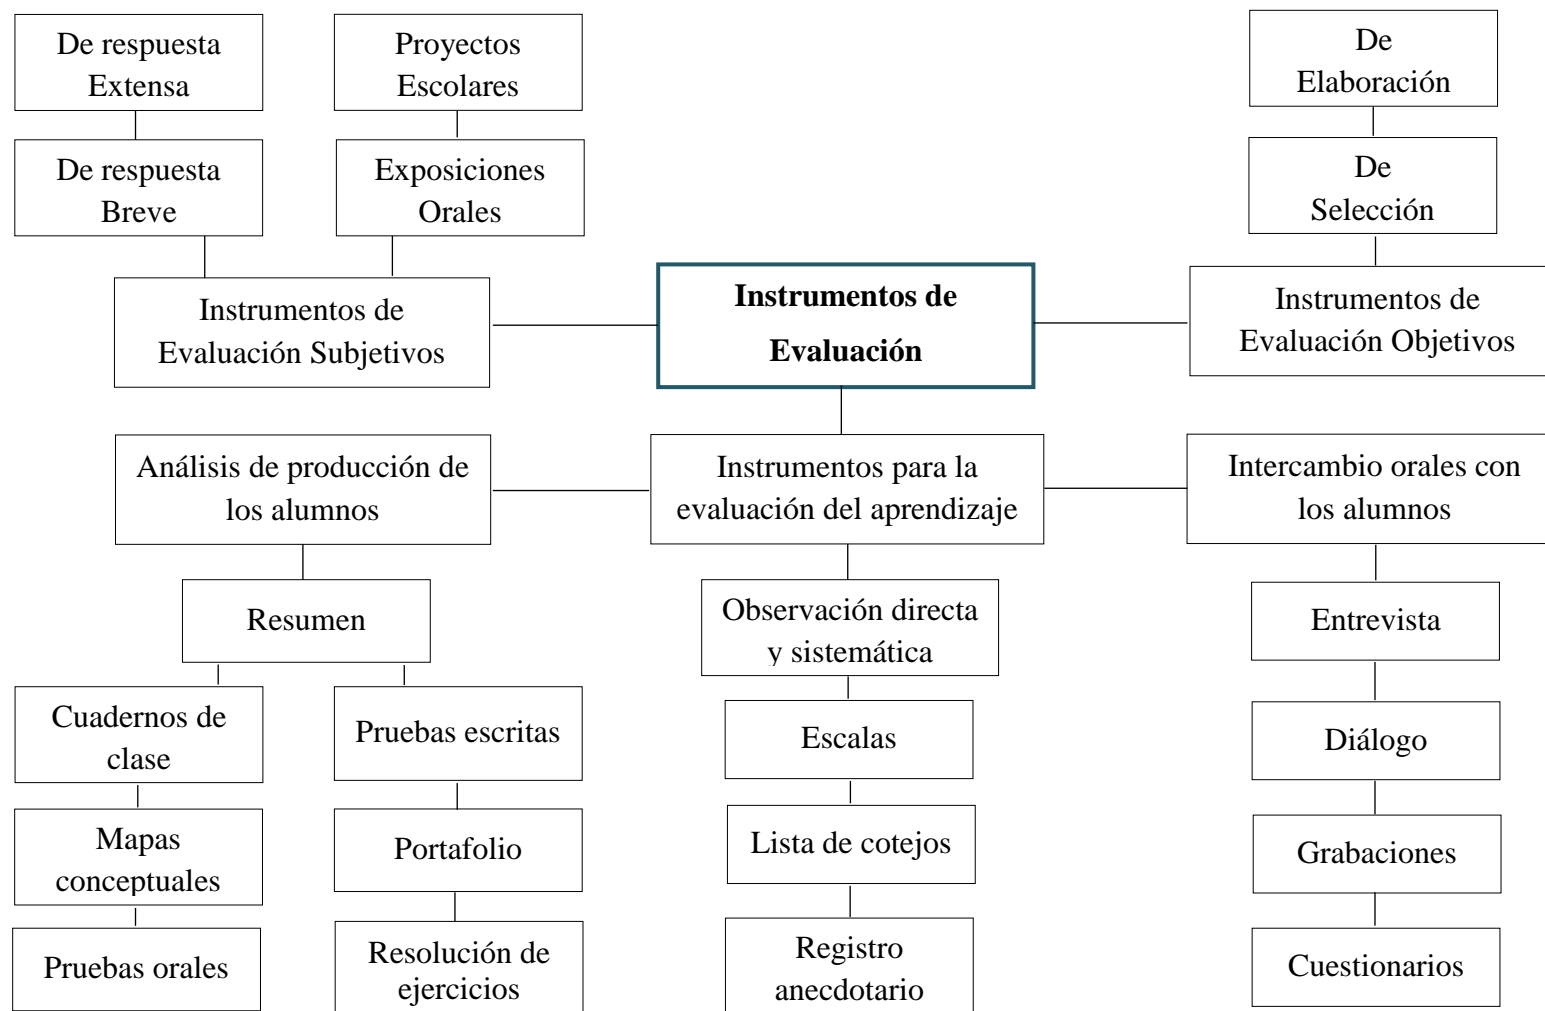 De respuesta
Extensa
Proyectos
Escolares
De
Elaboración
De respuesta
Breve
Exposiciones
Orales
De
Selección
Instrumentos de
Evaluación Subjetivos
Instrumentos de
Evaluación
Instrumentos de
Evaluación Objetivos
Análisis de producción de
los alumnos
Instrumentos para la
evaluación del aprendizaje
Intercambio orales con
los alumnos
Resumen
Observación directa
y sistemática
Entrevista
Cuadernos de
clase
Pruebas escritas
Escalas
Diálogo
Mapas
conceptuales
Portafolio
Lista de cotejos
Grabaciones
Pruebas orales
Resolución de
ejercicios
Registro
anecdotario
Cuestionarios